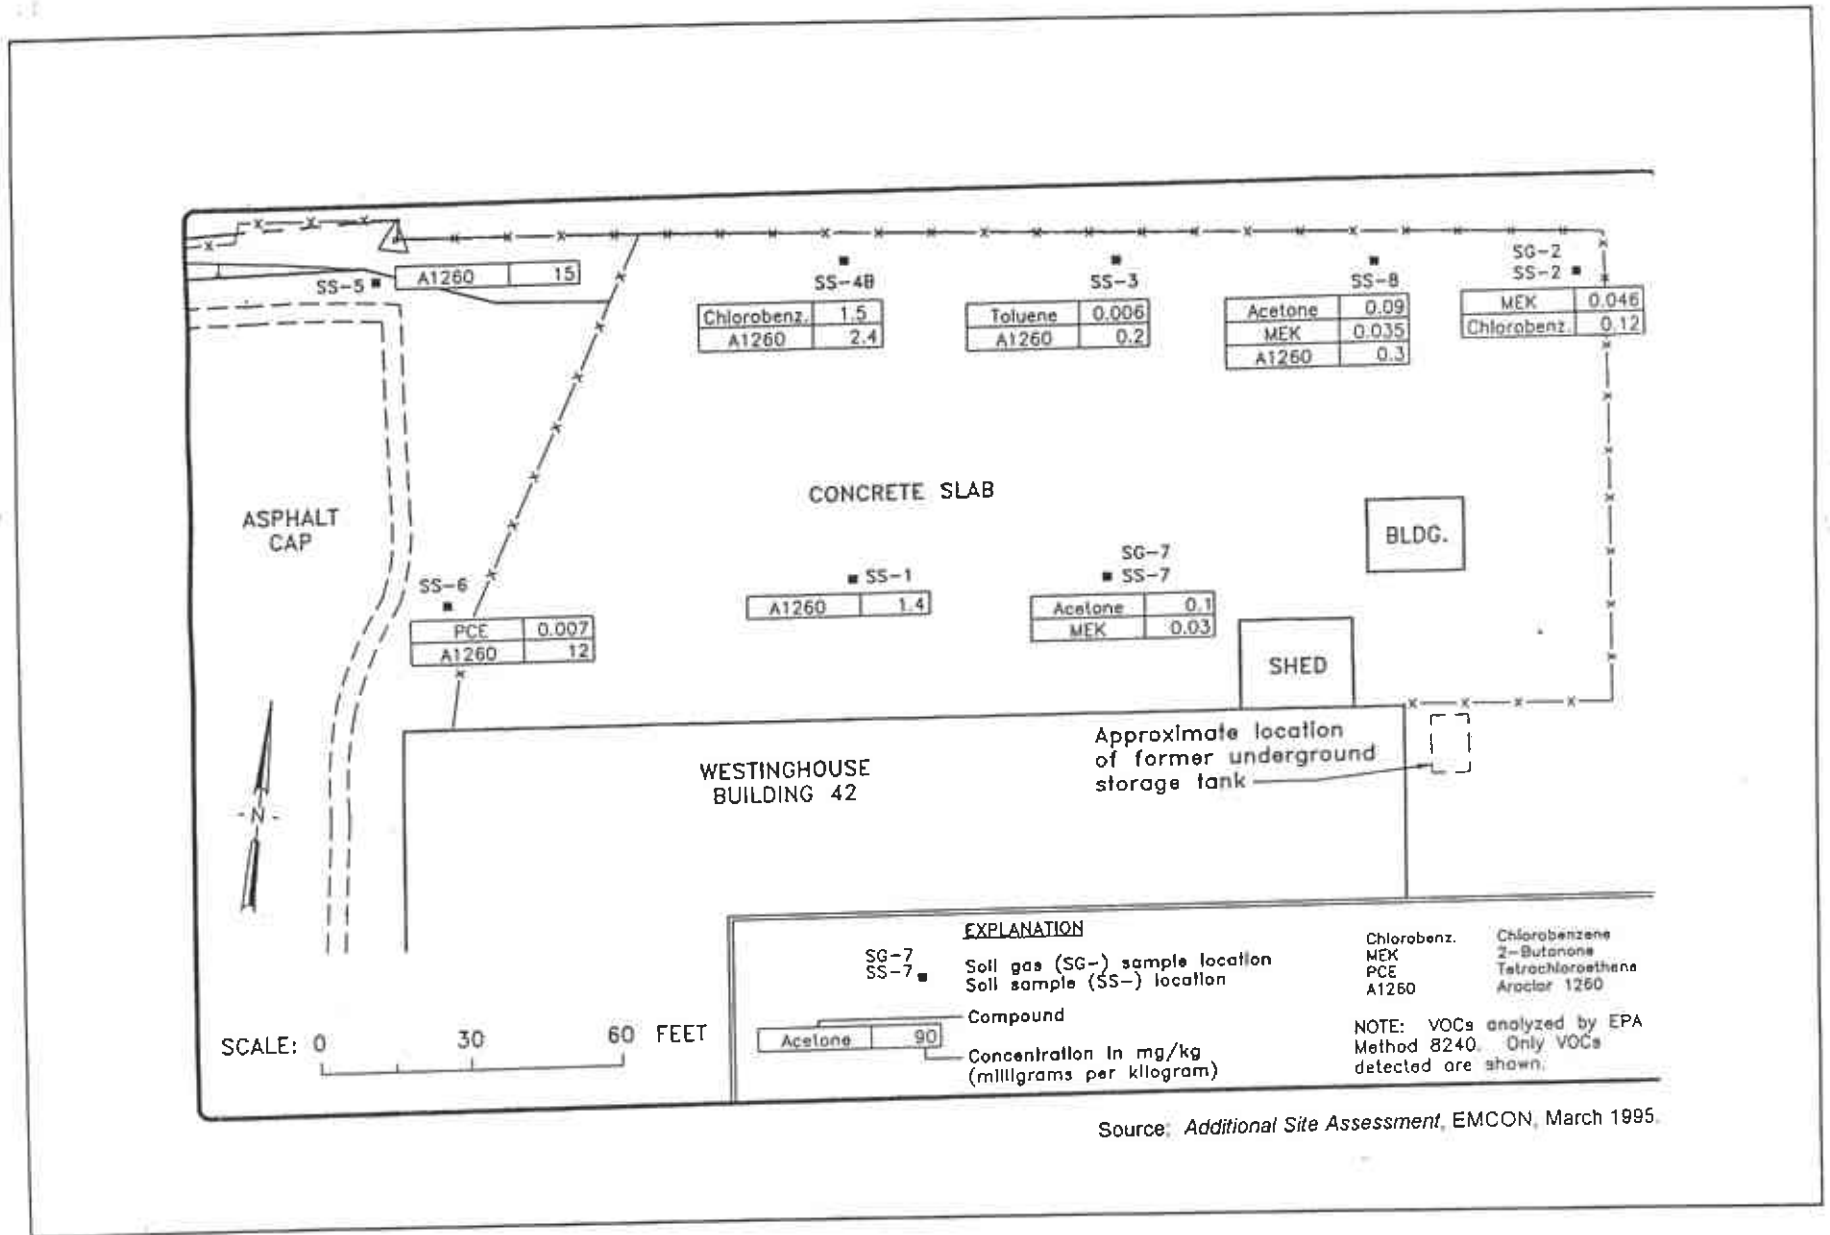 A1260 15
SS-5
SS-4B
Chlorobenz. 1.5
A1260 2.4
SS-3
Toluene 0.006
A1260 0.2
SS-8
Acetone 0.09
MEK 0.035
A1260 0.3
SG-2
SS-2
MEK 0.046
Chlorobenz. 0.12
CONCRETE SLAB
ASPHALT
CAP
BLDG.
SS-6
PCE 0.007
A1260 12
SS-1
A1260 1.4
SG-7
SS-7
Acetone 0.1
MEK 0.03
SHED
-N-
WESTINGHOUSE
BUILDING 42
Approximate location
of former underground
storage tank
EXPLANATION
SG-7
SS-7
Soil gas (SG-) sample location
Soil sample (SS-) location
Compound
Acetone 90
Concentration in mg/kg
(milligrams per kilogram)
Chlorobenz. Chlorobenzene
MEK 2-Butanone
PCE Tetrachloroethene
A1260 Aroclor 1260
NOTE: VOCs analyzed by EPA
Method 8240. Only VOCs
detected are shown.
SCALE: 0 30 60 FEET
Source: Additional Site Assessment, EMCON, March 1995.